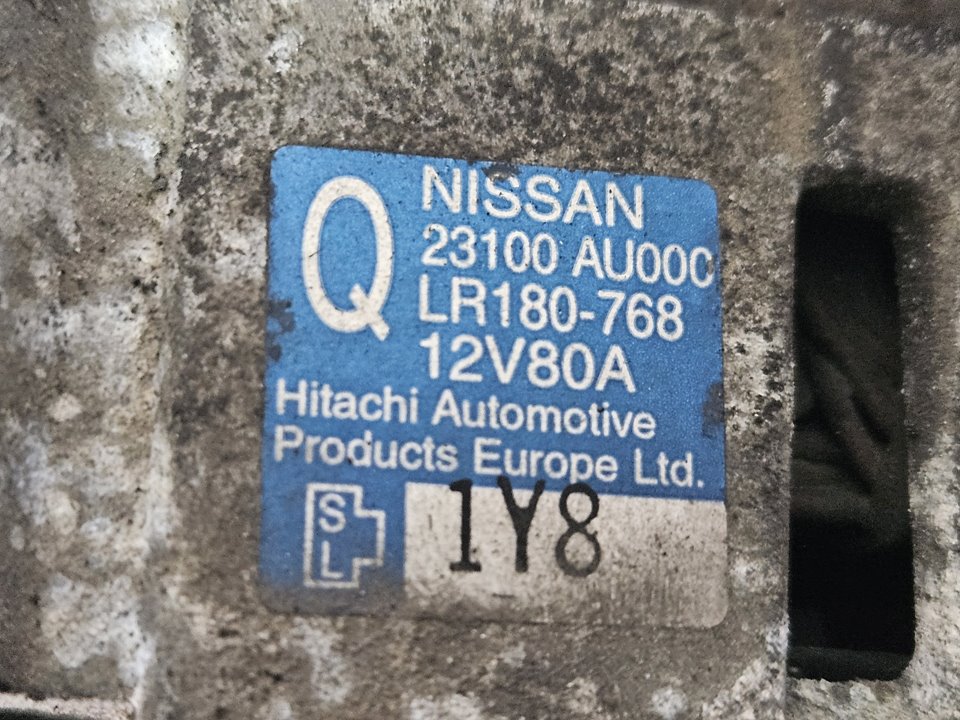 Q
NISSAN
23100 AU00C
LR180-768
12V80A
Hitachi Automotive
Products Europe Ltd.
S
L
1Y8